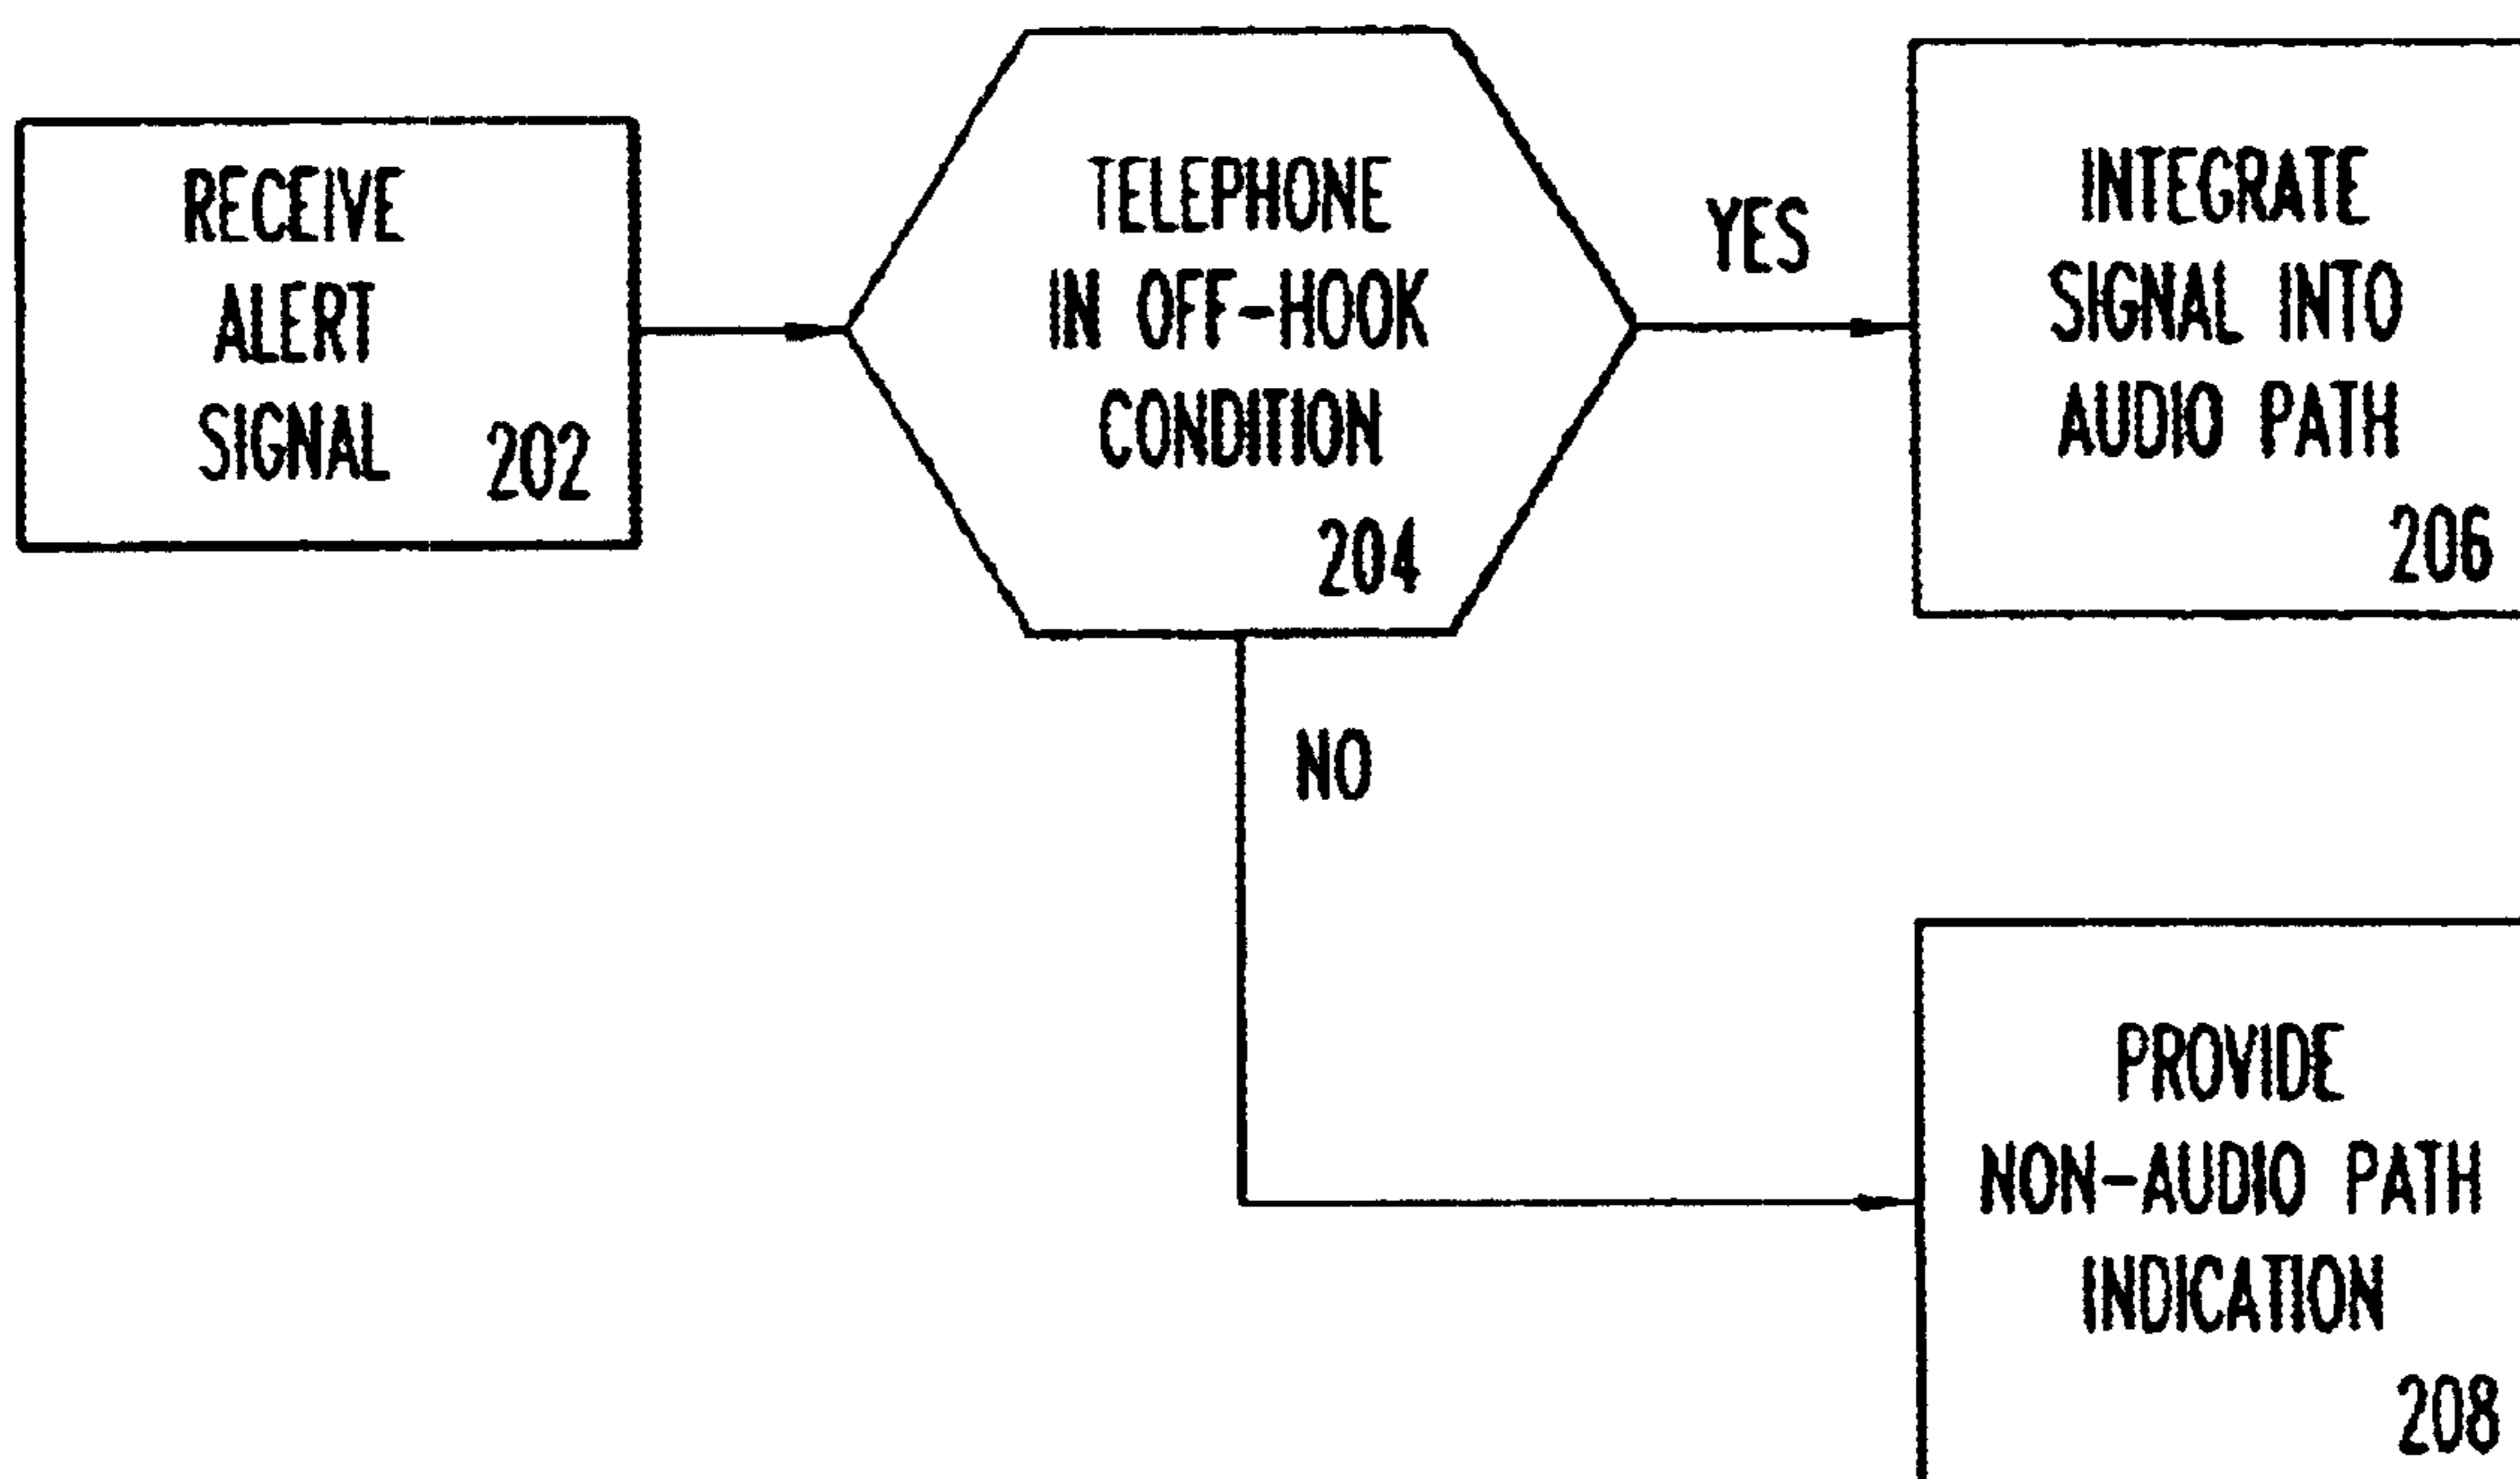 RECEIVE
ALERT
SIGNAL
202
TELEPHONE
IN OFF-HOOK
CONDITION
204
YES
INTEGRATE
SIGNAL INTO
AUDIO PATH
206
NO
PROVIDE
NON-AUDIO PATH
INDICATION
208